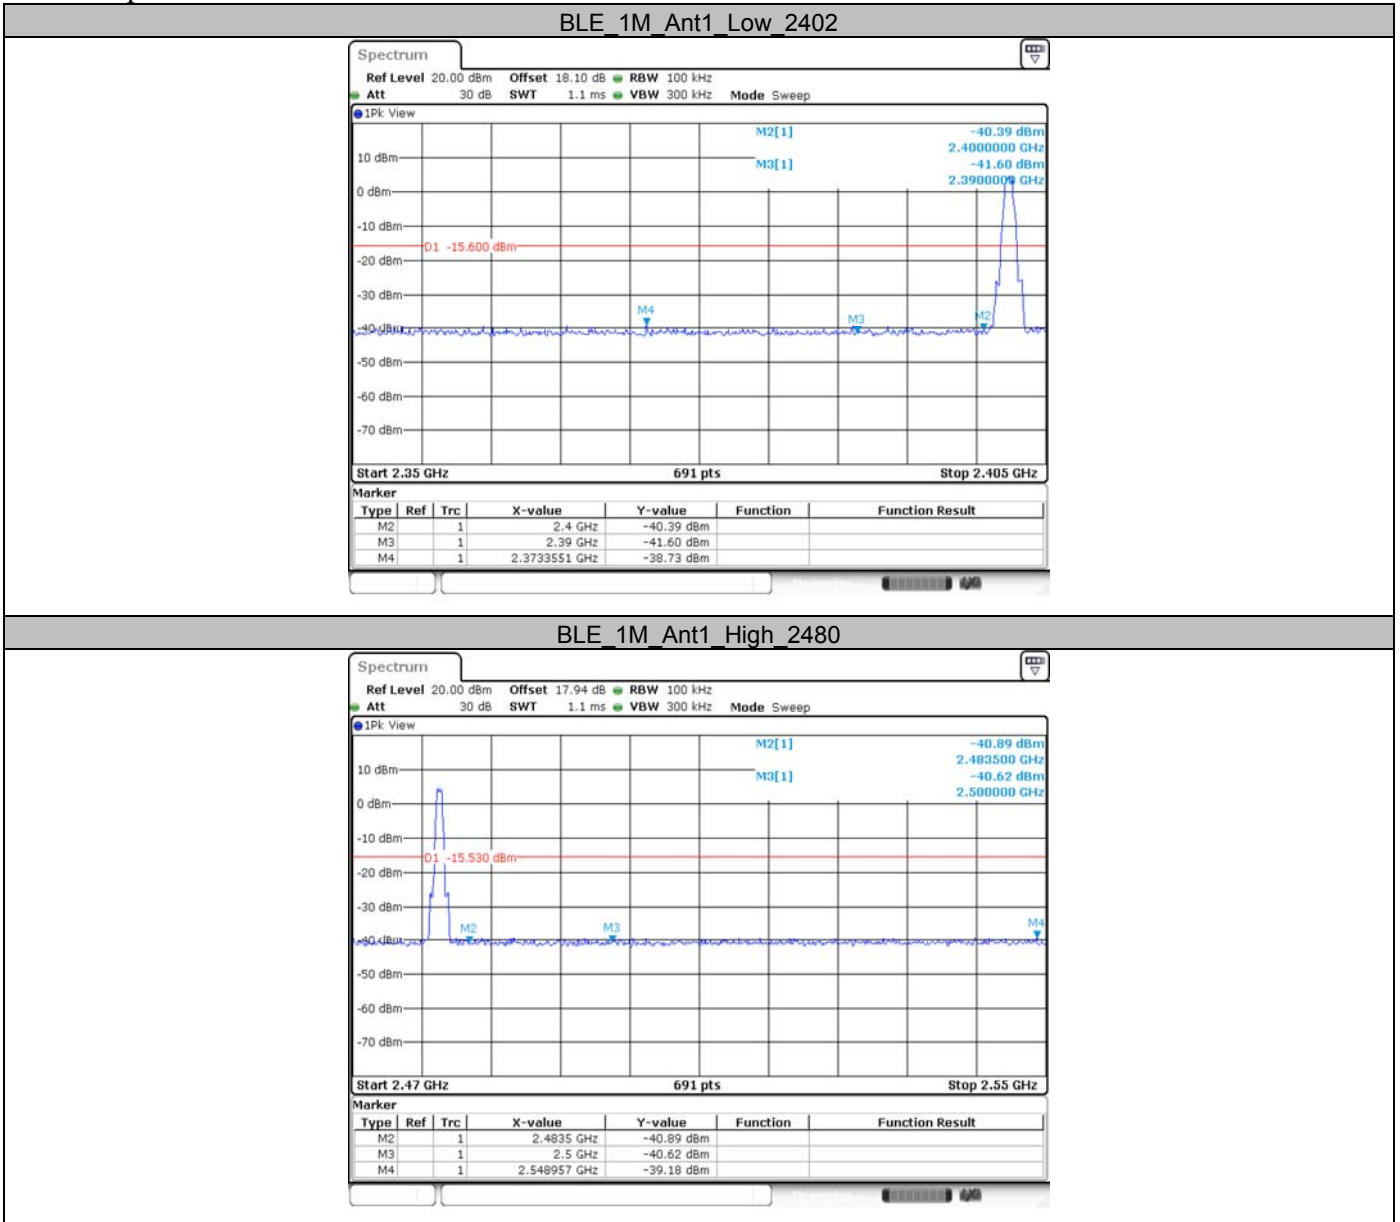 BLE_1M_Ant1_Low_2402
Spectrum
Ref Level 20.00 dBm Offset 18.10 dB RBW 100 kHz
Att 30 dB SWT 1.1 ms VBW 300 kHz Mode Sweep
1Pk View
M2[1] -40.39 dBm
2.4000000 GHz
10 dBm
M3[1] -41.60 dBm
2.3900000 GHz
0 dBm
-10 dBm
D1 -15.600 dBm
-20 dBm
-30 dBm
M4
M3
M2
-40 dBm
-50 dBm
-60 dBm
-70 dBm
Start 2.35 GHz 691 pts Stop 2.405 GHz
Marker
Type Ref Trc X-value Y-value Function Function Result
M2 1 2.4 GHz -40.39 dBm
M3 1 2.39 GHz -41.60 dBm
M4 1 2.3733551 GHz -38.73 dBm
BLE_1M_Ant1_High_2480
Spectrum
Ref Level 20.00 dBm Offset 17.94 dB RBW 100 kHz
Att 30 dB SWT 1.1 ms VBW 300 kHz Mode Sweep
1Pk View
M2[1] -40.89 dBm
2.483500 GHz
10 dBm
M3[1] -40.62 dBm
2.500000 GHz
0 dBm
-10 dBm
D1 -15.530 dBm
-20 dBm
-30 dBm
M2 M3 M4
-40 dBm
-50 dBm
-60 dBm
-70 dBm
Start 2.47 GHz 691 pts Stop 2.55 GHz
Marker
Type Ref Trc X-value Y-value Function Function Result
M2 1 2.4835 GHz -40.89 dBm
M3 1 2.5 GHz -40.62 dBm
M4 1 2.548957 GHz -39.18 dBm